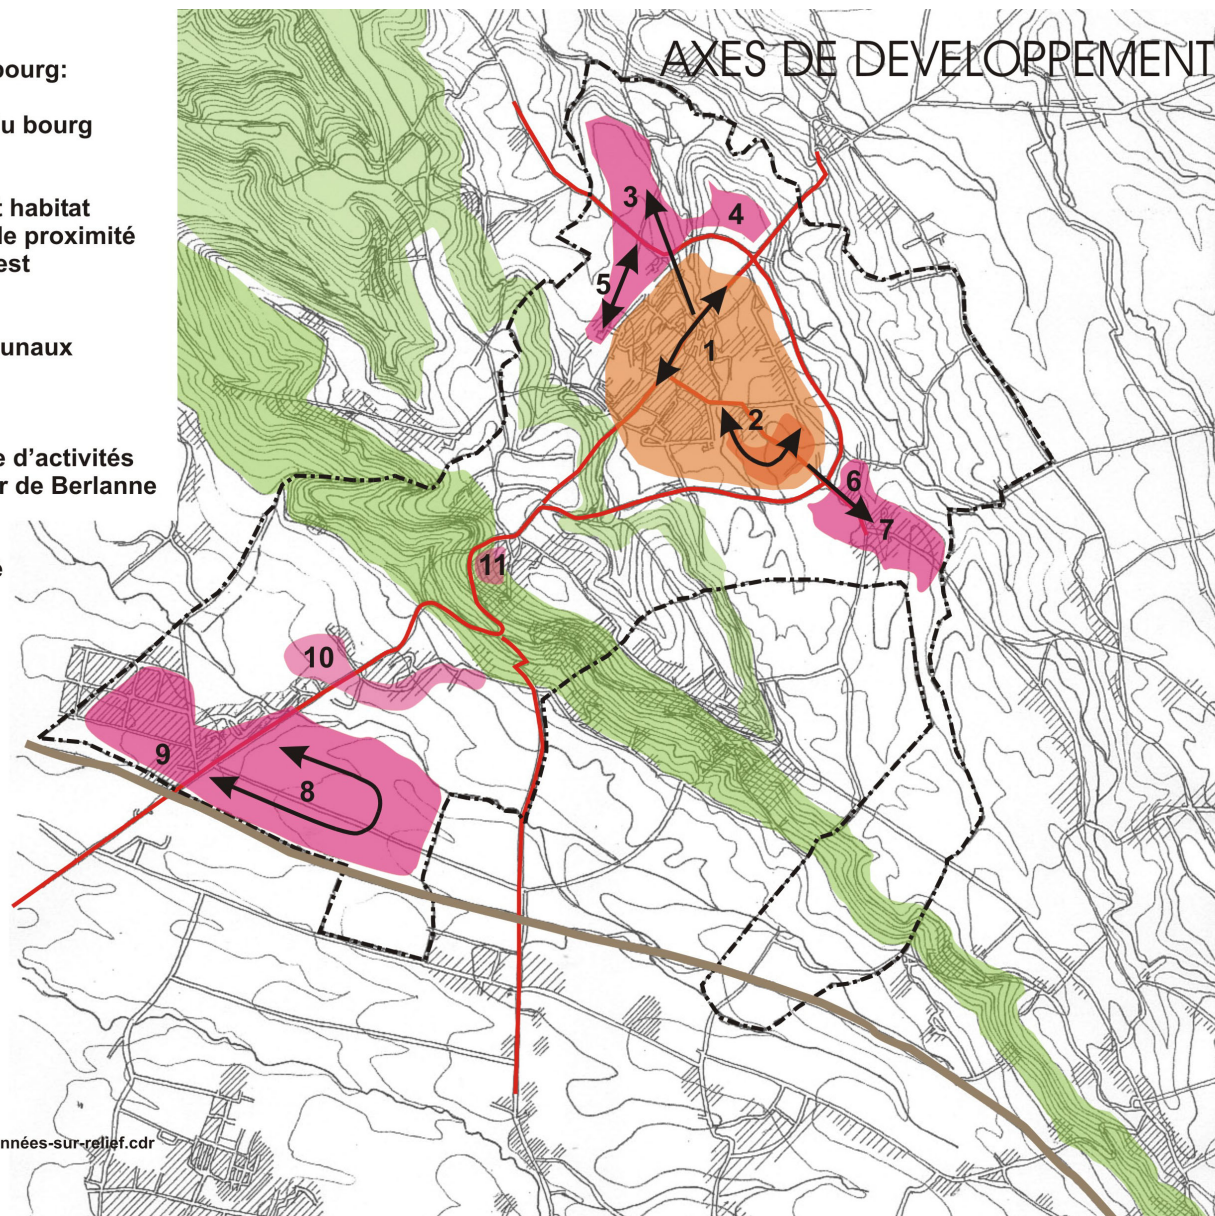 AXES DE DEVELOPPEMENT
bourg:
u bourg
t habitat
de proximité
est
unaux
e d’activités
r de Berlanne
e
3
4
5
1
2
6
7
11
10
9
8
nnées-sur-relief.cdr